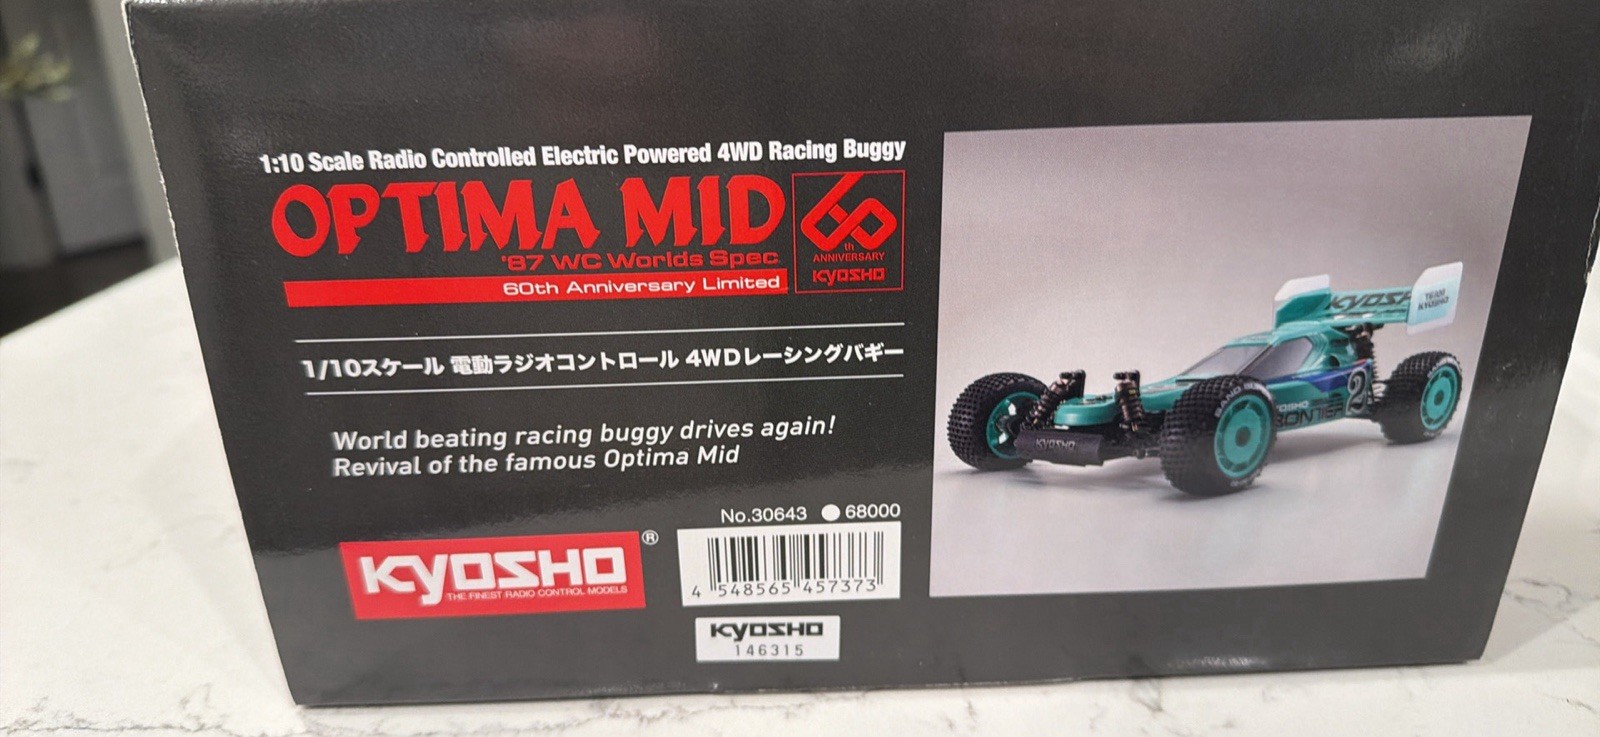 1:10 Scale Radio Controlled Electric Powered 4WD Racing Buggy
OPTIMA MID
'87 WC Worlds Spec
60th Anniversary Limited
60
th
ANNIVERSARY
KYOSHO
1/10スケール 電動ラジオコントロール 4WDレーシングバギー
World beating racing buggy drives again!
Revival of the famous Optima Mid
No.30643 ●68000
KYOSHO®
THE FINEST RADIO CONTROL MODELS
4 548565 457373
KYOSHO
146315
KYOSHO
KYOSHO
KYOSHO
2